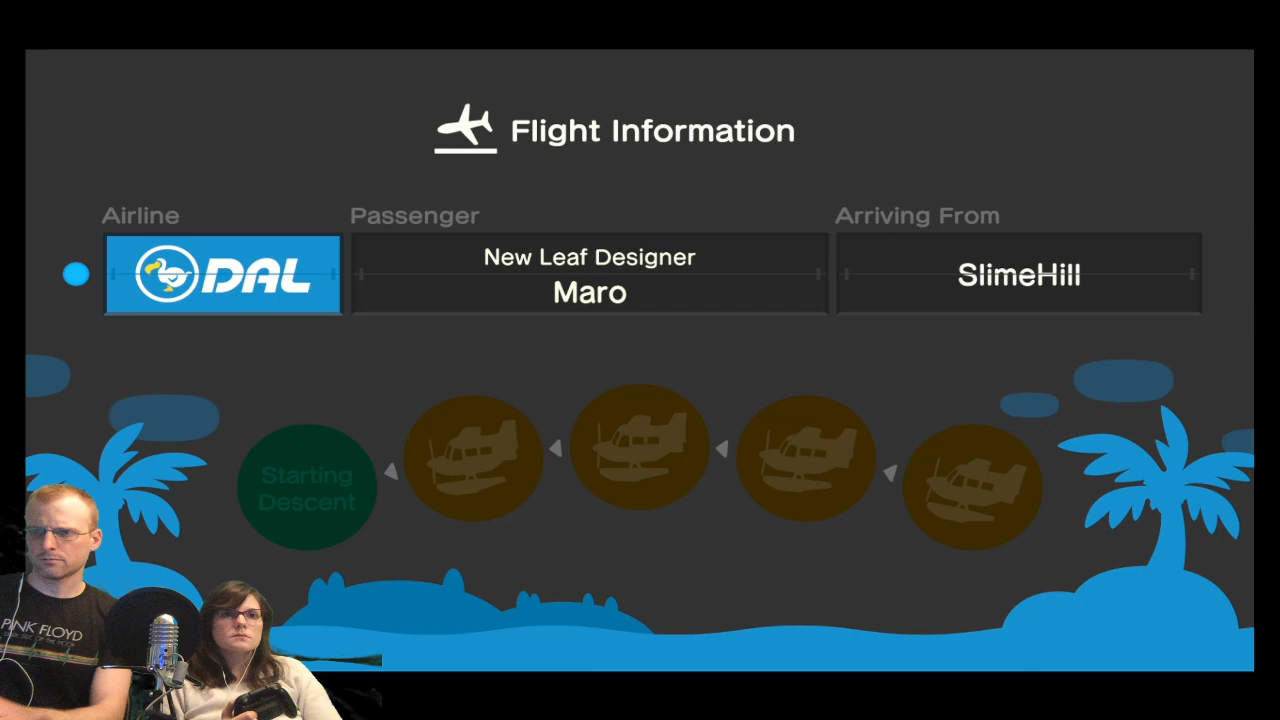 Flight Information
Airline
Passenger
Arriving From
DAL
New Leaf Designer
Maro
SlimeHill
Starting
Descent
PINK FLOYD